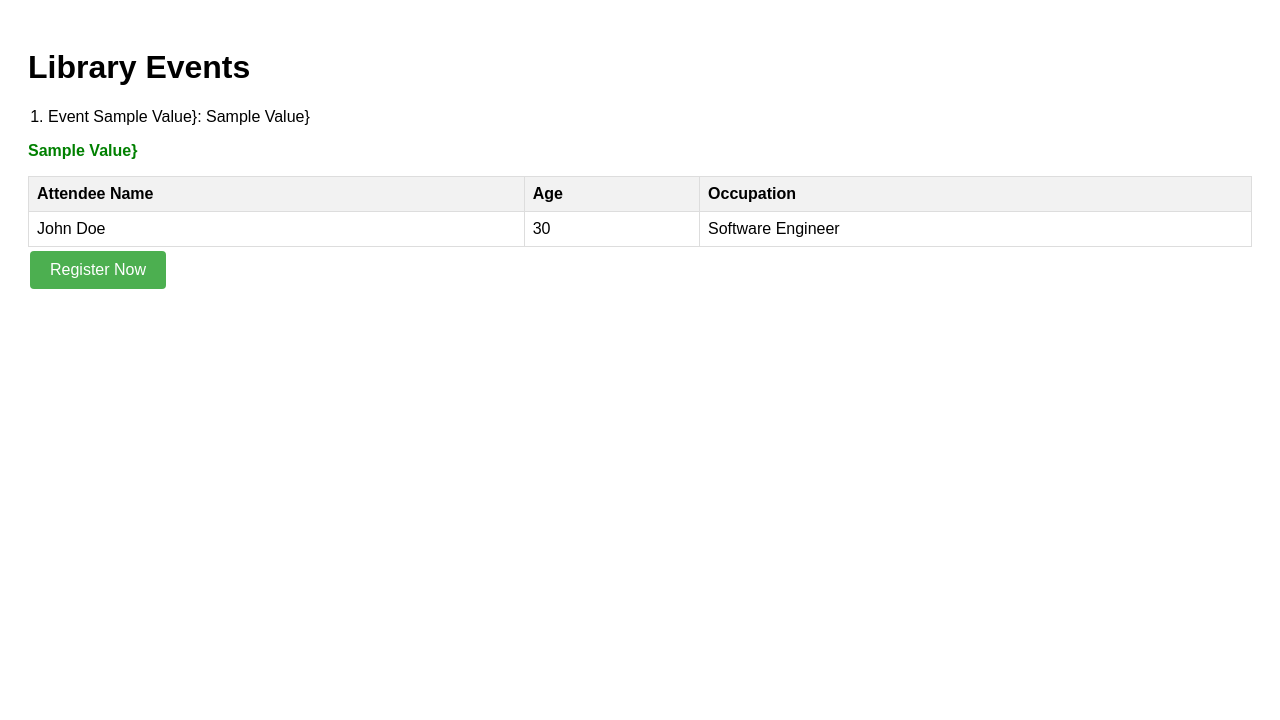 Library Events
1. Event Sample Value}: Sample Value}
Sample Value}
Attendee Name Age Occupation
John Doe 30 Software Engineer
Register Now